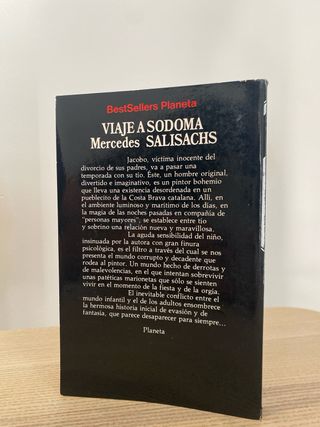 BestSellers Planeta
VIAJE A SODOMA
Mercedes SALISACHS
Jacobo, víctima inocente del
divorcio de sus padres, va a pasar una
temporada con su tío. Éste, un hombre original,
divertido e imaginativo, es un pintor bohemio
que lleva una existencia desordenada en un
pueblecito de la Costa Brava catalana. Allí, en
el ambiente luminoso y marítimo de los días, en
la magia de las noches pasadas en compañía de
"personas mayores", se establece entre tío
y sobrino una relación nueva y maravillosa.
La aguda sensibilidad del niño,
insinuada por la autora con gran finura
psicológica, es el filtro a través del cual se nos
presenta el mundo corrupto y decadente que
rodea al pintor. Un mundo hecho de derrotas y
de malevolencias, en el que intentan sobrevivir
unas patéticas marionetas que sólo se sienten
vivir en el momento de la fiesta y de la orgía.
El inevitable conflicto entre el
mundo infantil y el de los adultos ensombrece
la hermosa historia inicial de evasión y de
fantasía, que parece desaparecer para siempre...
Planeta